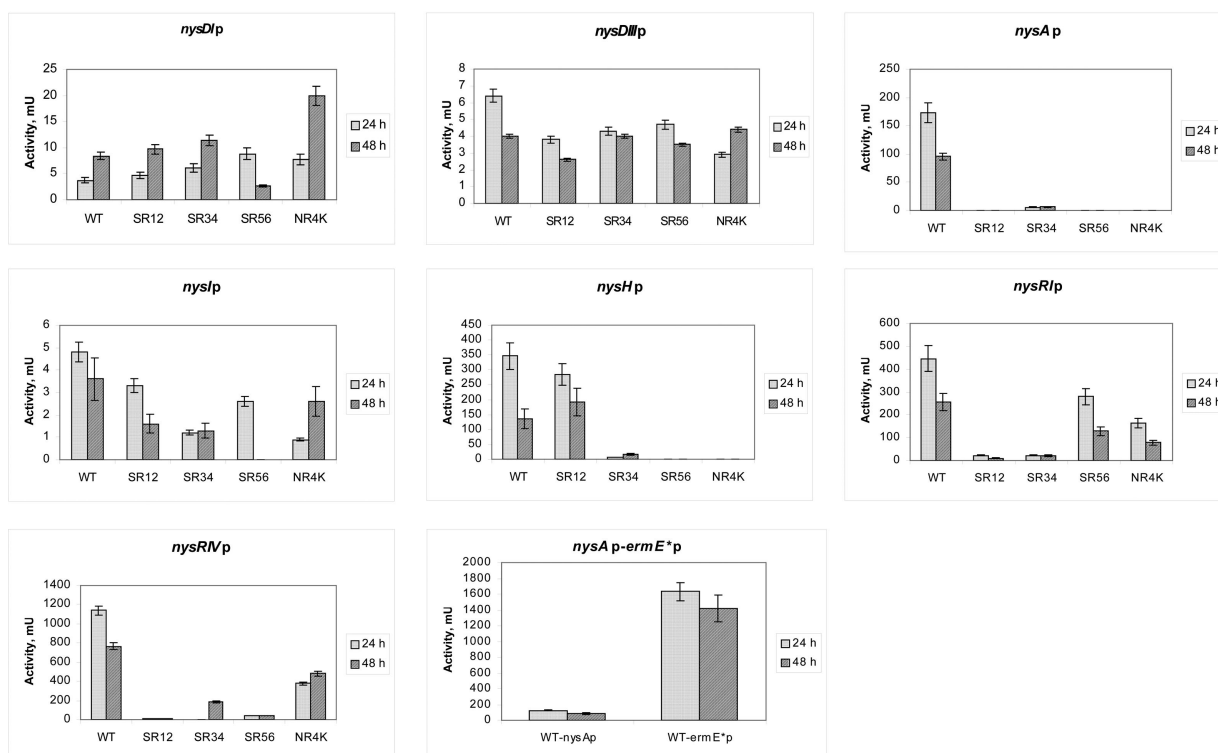 nysDIp
Activity, mU
25
20
15
10
5
0
WT SR12 SR34 SR56 NR4K
24 h
48 h
nysDIIIp
Activity, mU
8
7
6
5
4
3
2
1
0
WT SR12 SR34 SR56 NR4K
24 h
48 h
nysAp
Activity, mU
250
200
150
100
50
0
WT SR12 SR34 SR56 NR4K
24 h
48 h
nysIp
Activity, mU
6
5
4
3
2
1
0
WT SR12 SR34 SR56 NR4K
24 h
48 h
nysHp
Activity, mU
450
400
350
300
250
200
150
100
50
0
WT SR12 SR34 SR56 NR4K
24 h
48 h
nysRIp
Activity, mU
600
500
400
300
200
100
0
WT SR12 SR34 SR56 NR4K
24 h
48 h
nysRIVp
Activity, mU
1400
1200
1000
800
600
400
200
0
WT SR12 SR34 SR56 NR4K
24 h
48 h
nysAp-ermE*p
Activity, mU
2000
1800
1600
1400
1200
1000
800
600
400
200
0
WT-nysAp WT-ermE*p
24 h
48 h